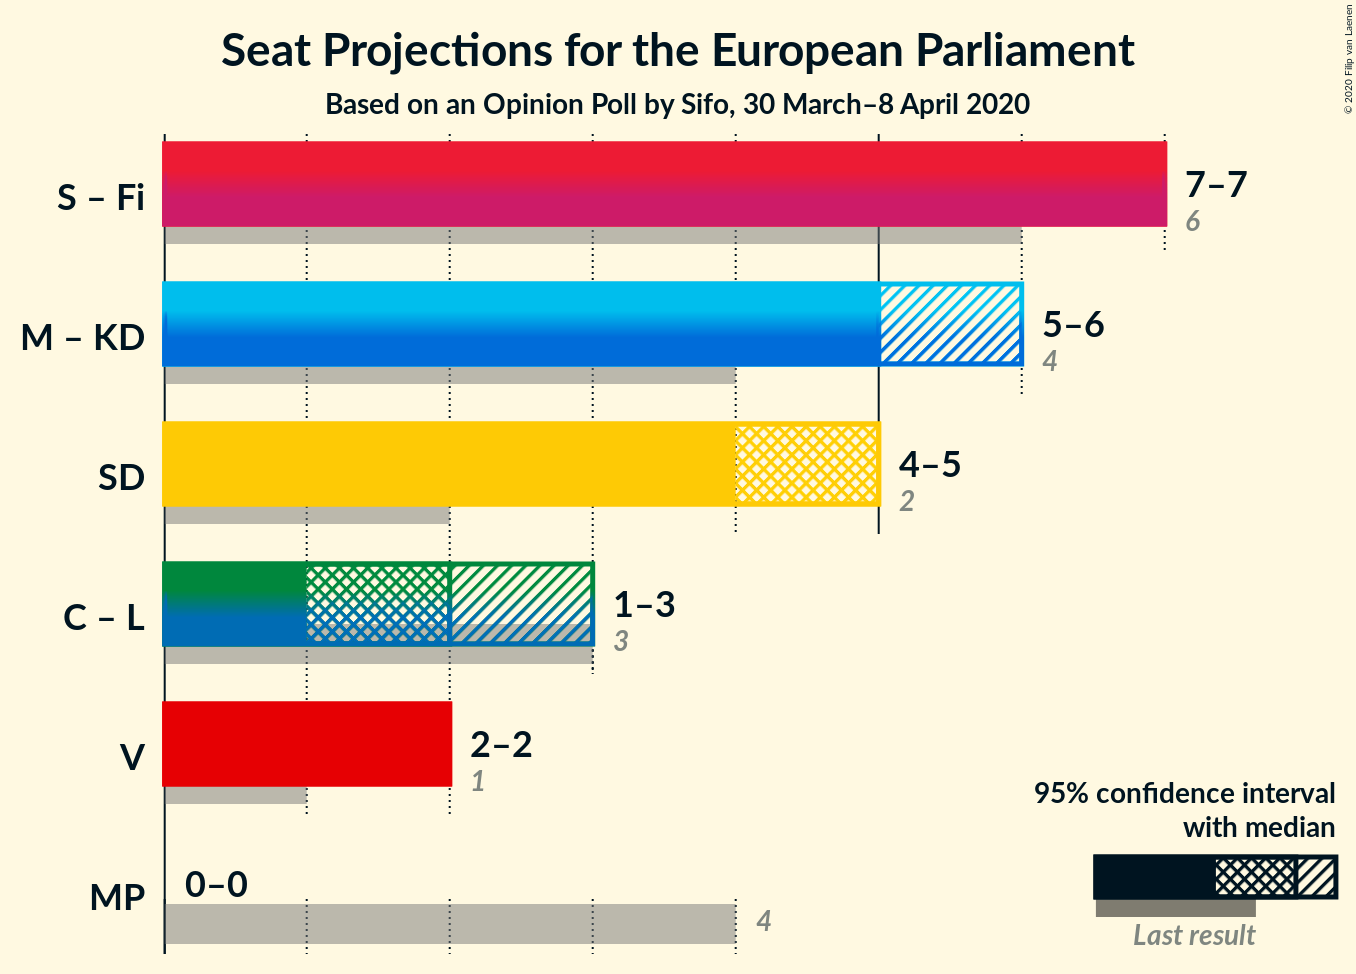 Seat Projections for the European Parliament
Based on an Opinion Poll by Sifo, 30 March–8 April 2020
© 2020 Filip van Laenen
S – Fi
7–7
6
M – KD
5–6
4
SD
4–5
2
C – L
1–3
3
V
2–2
1
MP
0–0
4
95% confidence interval
with median
Last result